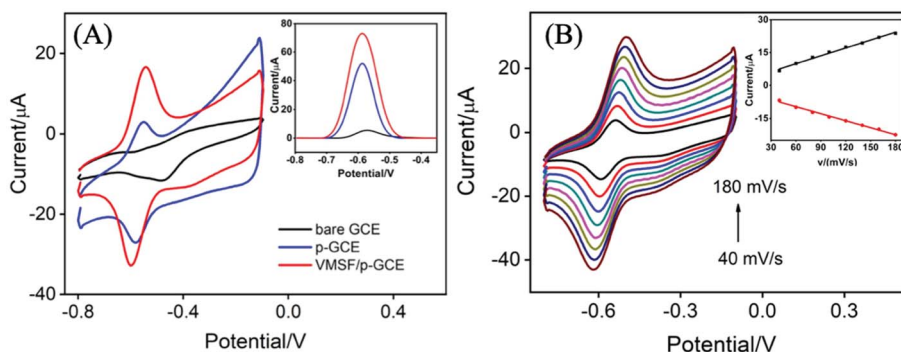 (A)
Current/μA
20
0
-20
-40
-0.8
-0.4
0.0
0.4
Potential/V
bare GCE
p-GCE
VMSF/p-GCE
Current/μA
80
60
40
20
0
-0.8
-0.7
-0.6
-0.5
-0.4
Potential/V
(B)
Current/μA
40
20
0
-20
-40
-0.6
-0.3
0.0
0.3
Potential/V
180 mV/s
40 mV/s
Current/μA
30
15
0
-15
30
60
90
120
150
180
v/(mV/s)